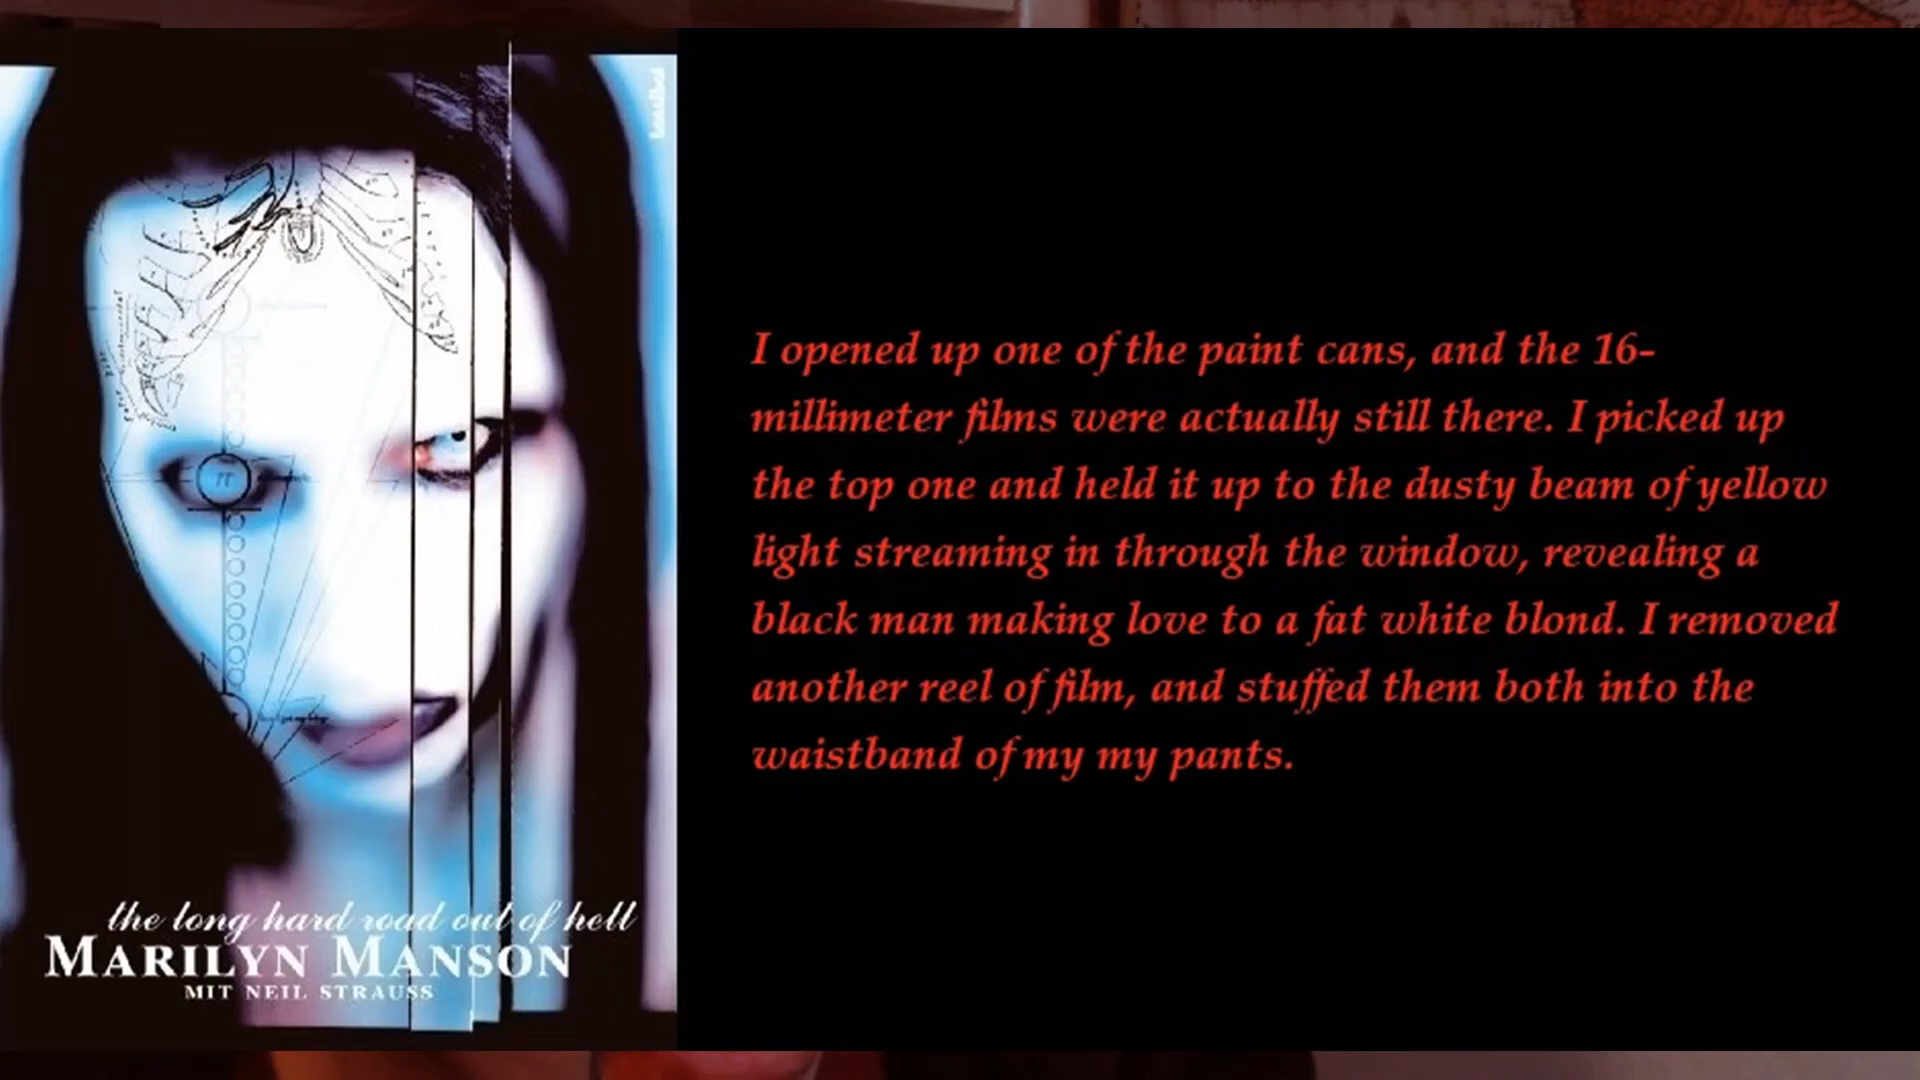 the long hard road out of hell
MARILYN MANSON
MIT NEIL STRAUSS
I opened up one of the paint cans, and the 16-
millimeter films were actually still there. I picked up
the top one and held it up to the dusty beam of yellow
light streaming in through the window, revealing a
black man making love to a fat white blond. I removed
another reel of film, and stuffed them both into the
waistband of my my pants.